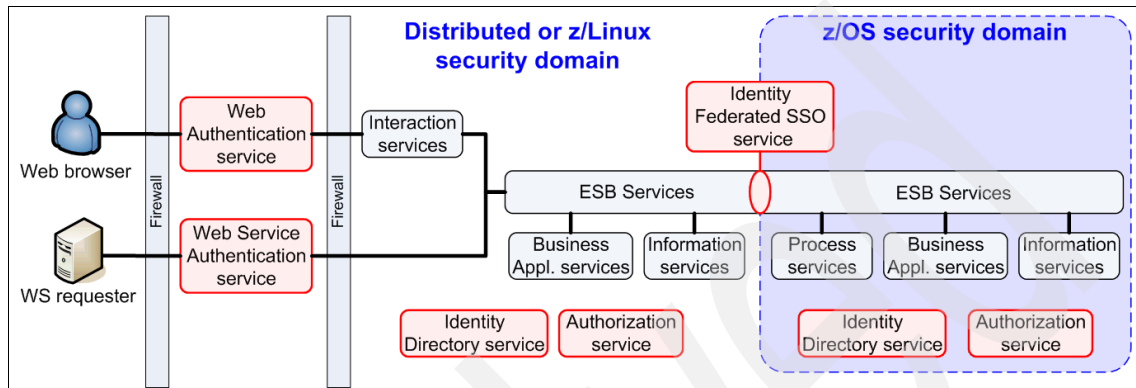 Distributed or z/Linux
security domain
z/OS security domain
Identity
Federated SSO
service
Web
Authentication
service
Interaction
services
Web browser
Firewall
Firewall
ESB Services
ESB Services
Web Service
Authentication
service
WS requester
Business
Appl. services
Information
services
Process
services
Business
Appl. services
Information
services
Identity
Directory service
Authorization
service
Identity
Directory service
Authorization
service